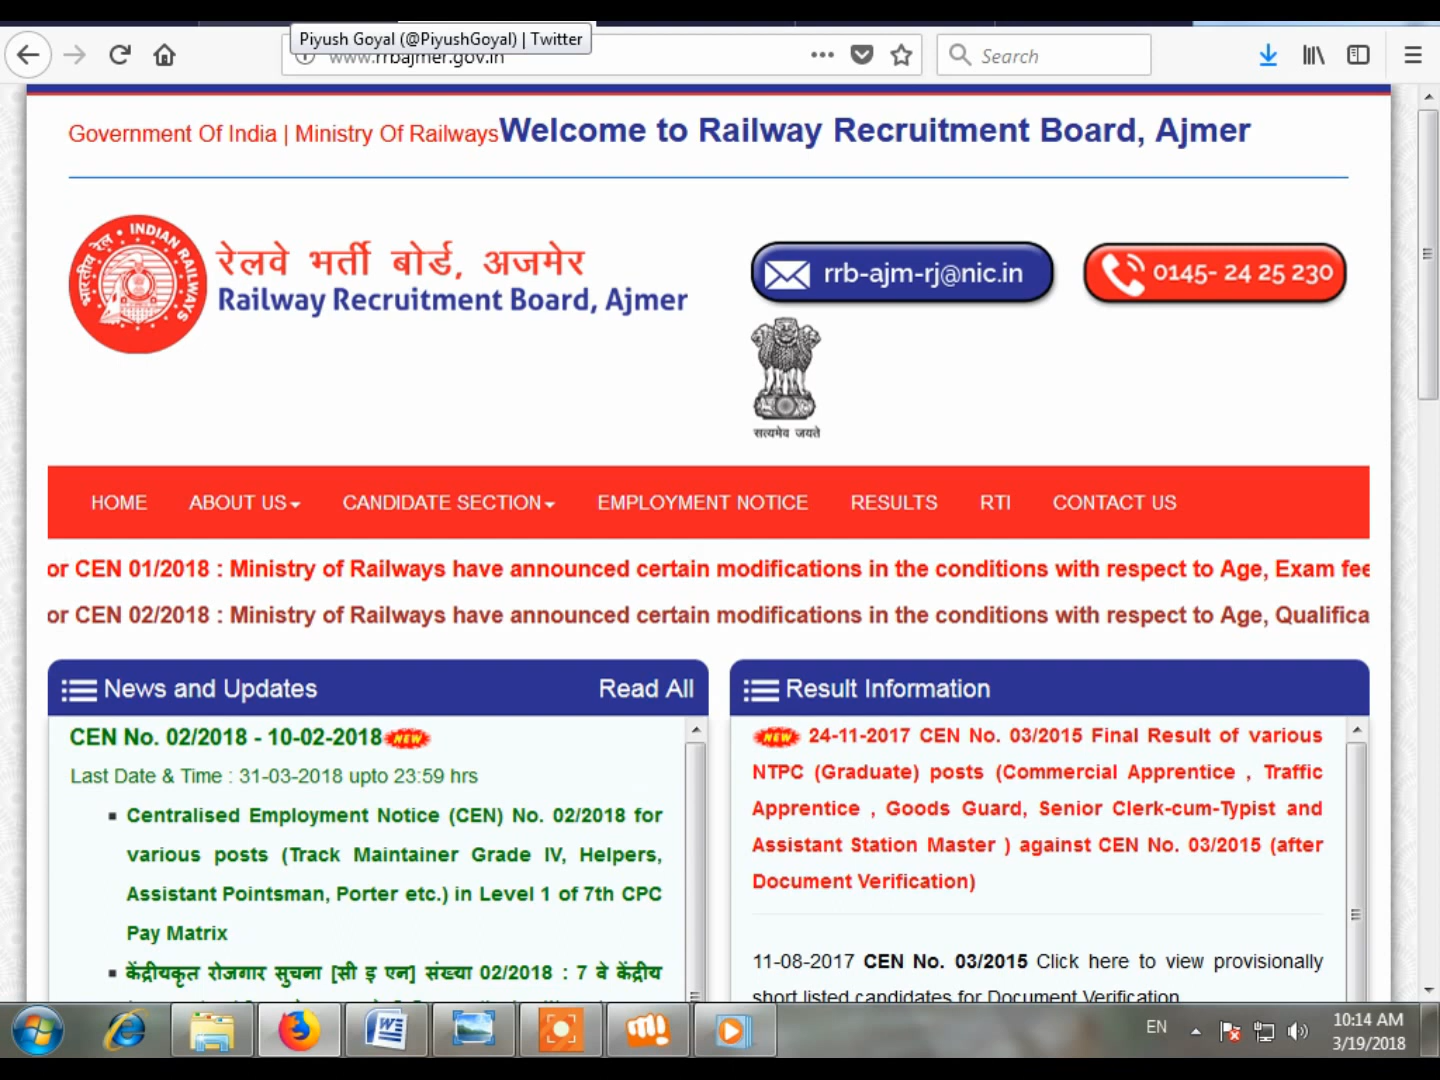 Piyush Goyal (@PiyushGoyal) | Twitter
www.rrbajmer.gov.in
Search
Government Of India | Ministry Of Railways Welcome to Railway Recruitment Board, Ajmer
भारतीय रेल • INDIAN RAILWAYS
रेलवे भर्ती बोर्ड, अजमेर
Railway Recruitment Board, Ajmer
rrb-ajm-rj@nic.in
0145- 24 25 230
सत्यमेव जयते
HOME ABOUT US CANDIDATE SECTION EMPLOYMENT NOTICE RESULTS RTI CONTACT US
or CEN 01/2018 : Ministry of Railways have announced certain modifications in the conditions with respect to Age, Exam fee
or CEN 02/2018 : Ministry of Railways have announced certain modifications in the conditions with respect to Age, Qualifica
News and Updates Read All
CEN No. 02/2018 - 10-02-2018 NEW
Last Date & Time : 31-03-2018 upto 23:59 hrs
Centralised Employment Notice (CEN) No. 02/2018 for
various posts (Track Maintainer Grade IV, Helpers,
Assistant Pointsman, Porter etc.) in Level 1 of 7th CPC
Pay Matrix
केंद्रीयकृत रोजगार सुचना [सी इ एन] संख्या 02/2018 : 7 वे केंद्रीय
Result Information
NEW 24-11-2017 CEN No. 03/2015 Final Result of various
NTPC (Graduate) posts (Commercial Apprentice , Traffic
Apprentice , Goods Guard, Senior Clerk-cum-Typist and
Assistant Station Master ) against CEN No. 03/2015 (after
Document Verification)
11-08-2017 CEN No. 03/2015 Click here to view provisionally
short listed candidates for Document Verification
EN
10:14 AM
3/19/2018